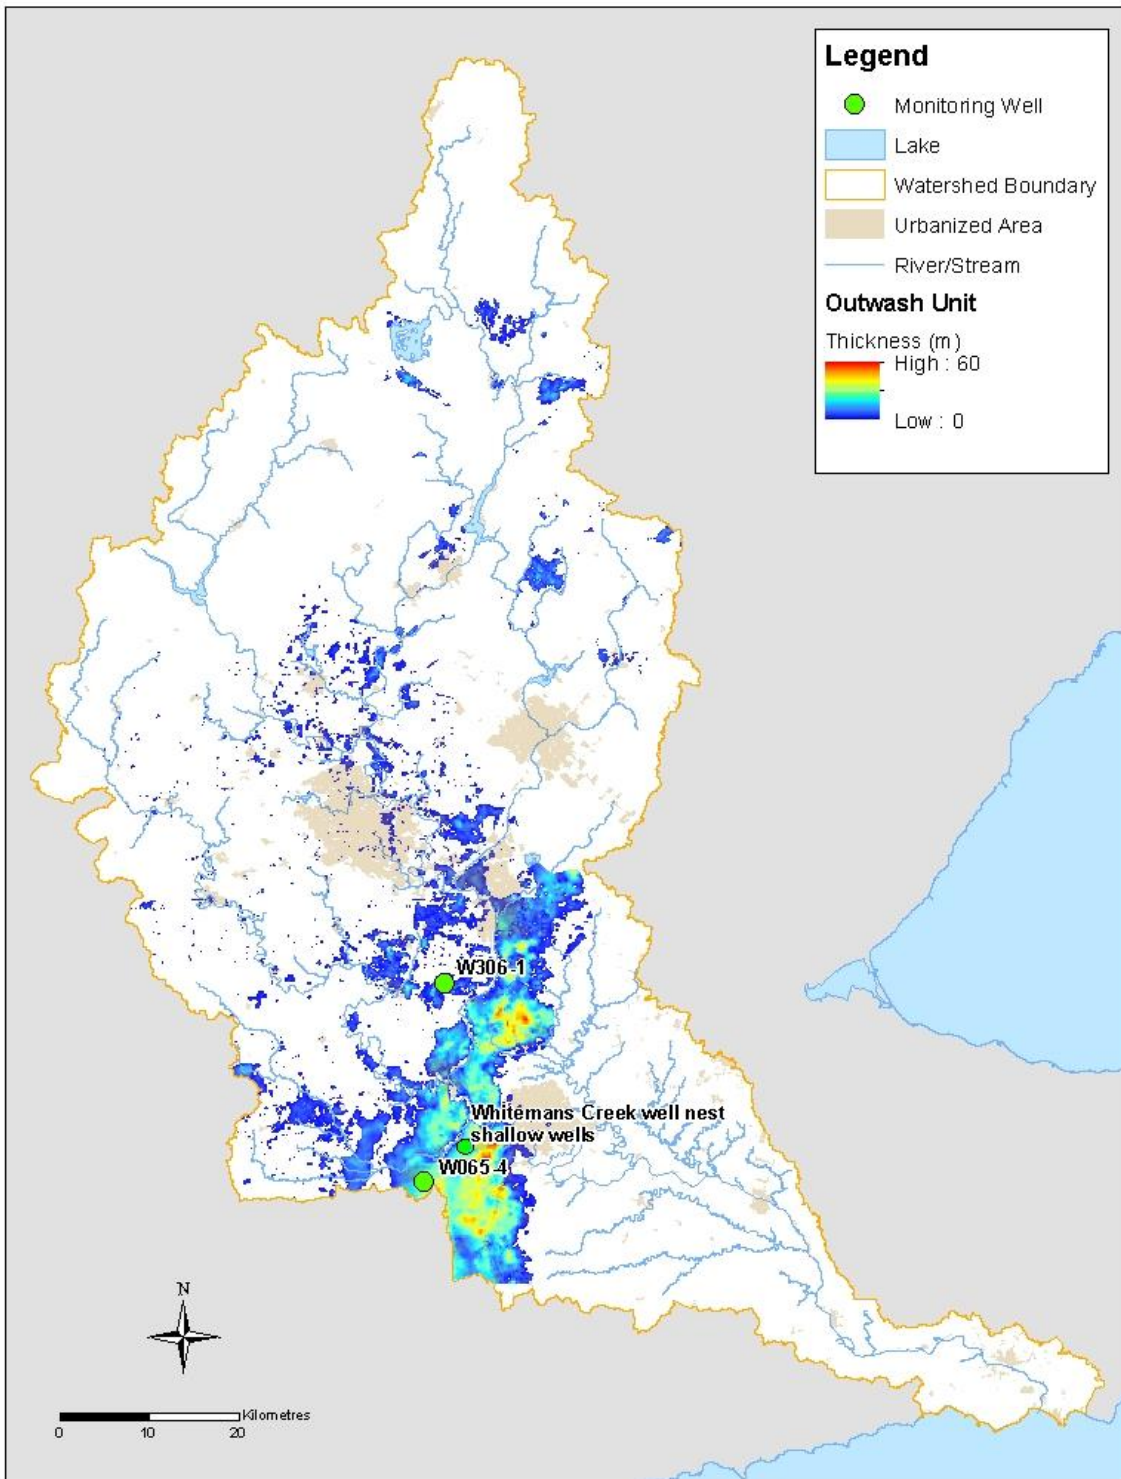 Legend
Monitoring Well
Lake
Watershed Boundary
Urbanized Area
River/Stream
Outwash Unit
Thickness (m)
High : 60
Low : 0
W306-1
Whitemans Creek well nest
shallow wells
W065-4
N
Kilometres
0 10 20